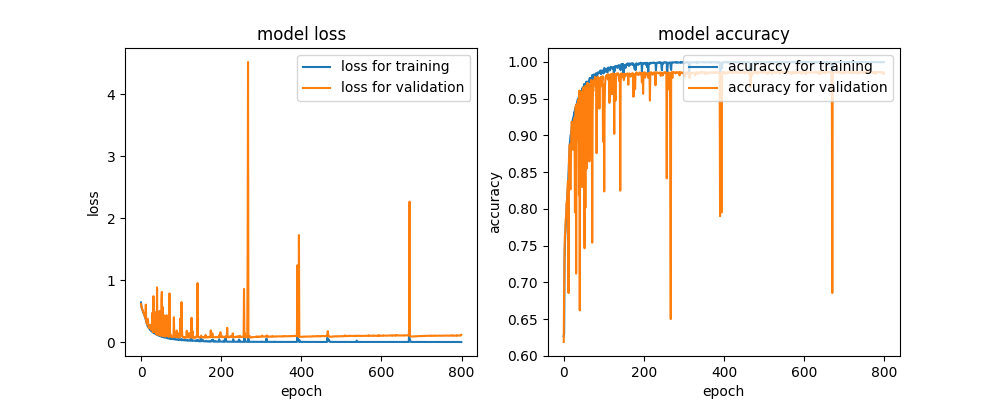 model loss
loss for training
loss for validation
4
3
2
1
0
loss
0
200
400
600
800
epoch
model accuracy
acuraccy for training
accuracy for validation
1.00
0.95
0.90
0.85
0.80
0.75
0.70
0.65
0.60
accuracy
0
200
400
600
800
epoch